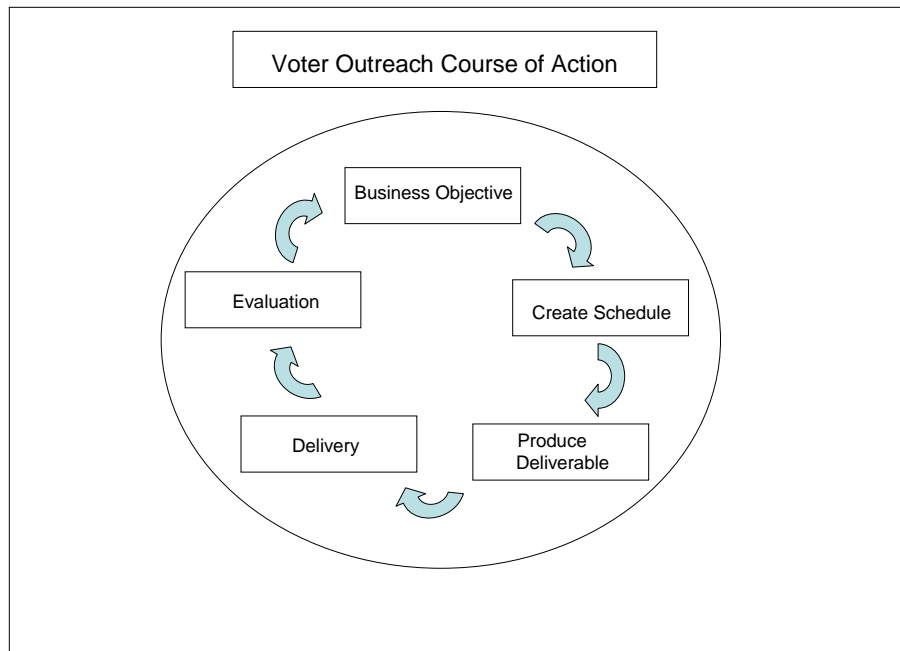 Voter Outreach Course of Action
Business Objective
Create Schedule
Produce
Deliverable
Delivery
Evaluation